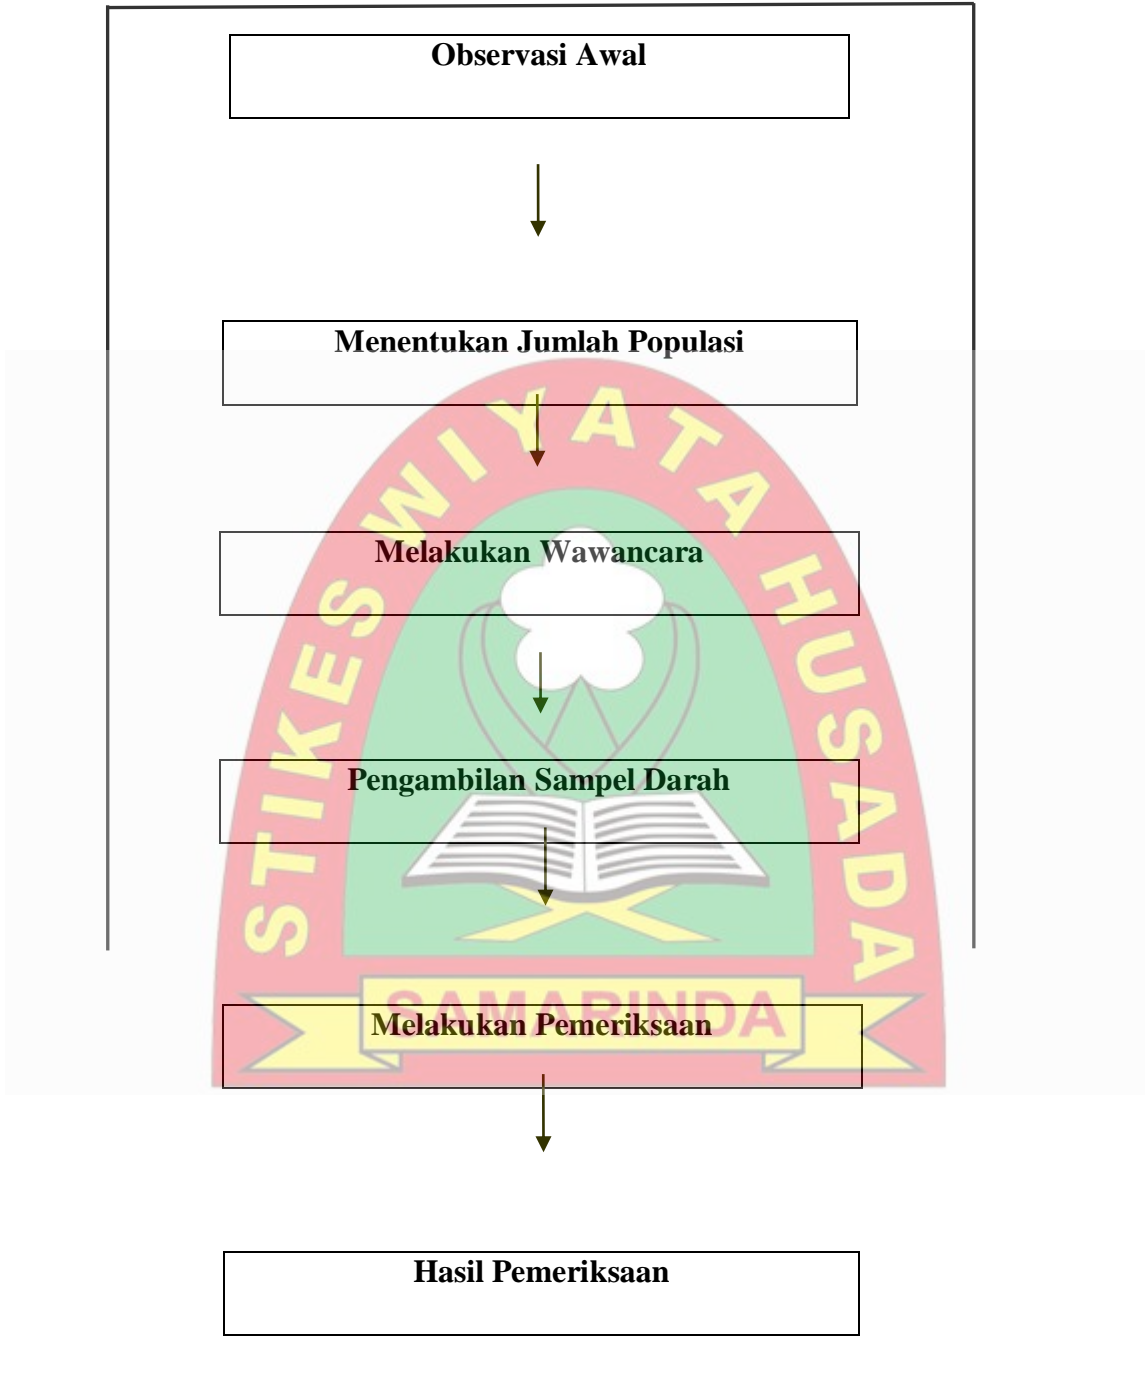 Observasi Awal
Menentukan Jumlah Populasi
STIKES WIYATA HUSADA
Melakukan Wawancara
Pengambilan Sampel Darah
SAMARINDA
Melakukan Pemeriksaan
Hasil Pemeriksaan